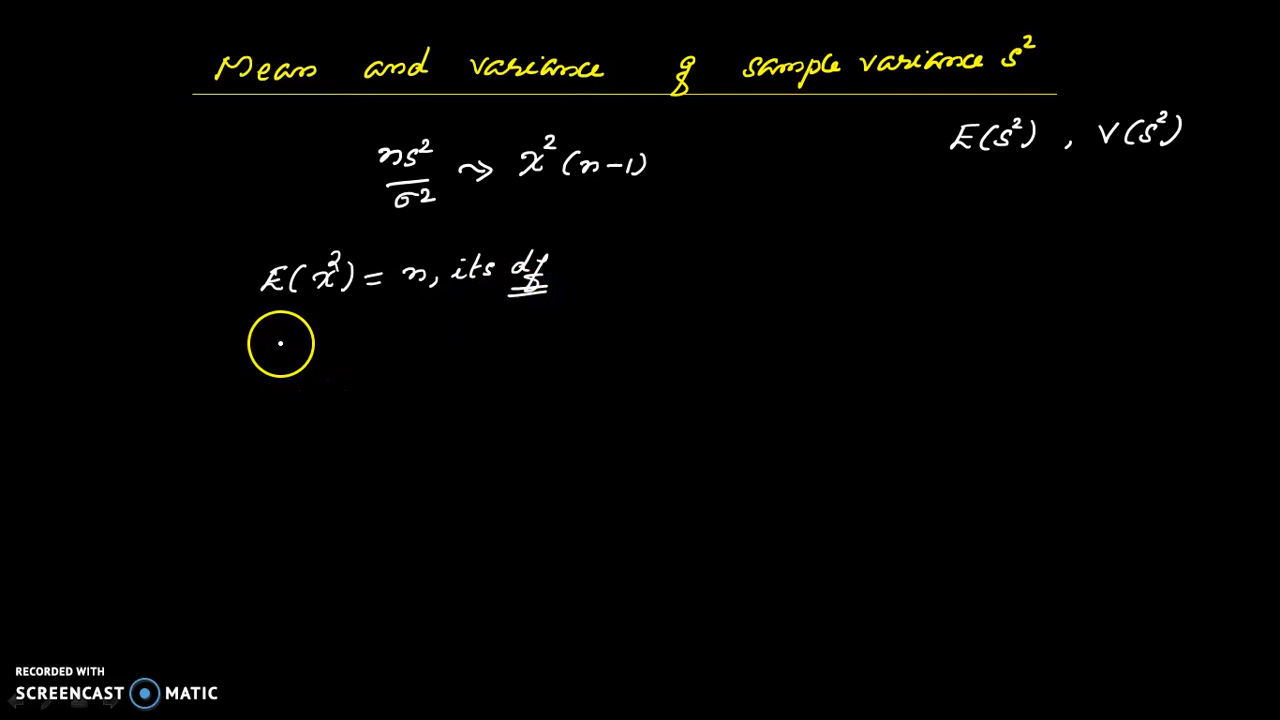 Mean and variance of sample variance s²
E(s²) , V(s²)
ns²/σ² ~> χ² (n-1)
E(χ²) = n, its df
RECORDED WITH
SCREENCAST MATIC